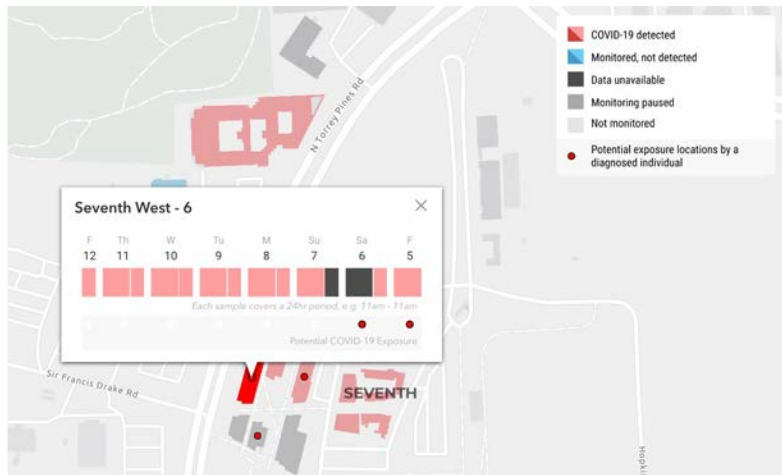 COVID-19 detected
Monitored, not detected
Data unavailable
Monitoring paused
Not monitored
Potential exposure locations by a
diagnosed individual
N Torrey Pines Rd
Seventh West - 6
F Th W Tu M Su Sa F
12 11 10 9 8 7 6 5
Each sample covers a 24hr period, e.g. 11am - 11am
Potential COVID-19 Exposure
Sir Francis Drake Rd
SEVENTH
Hopkin